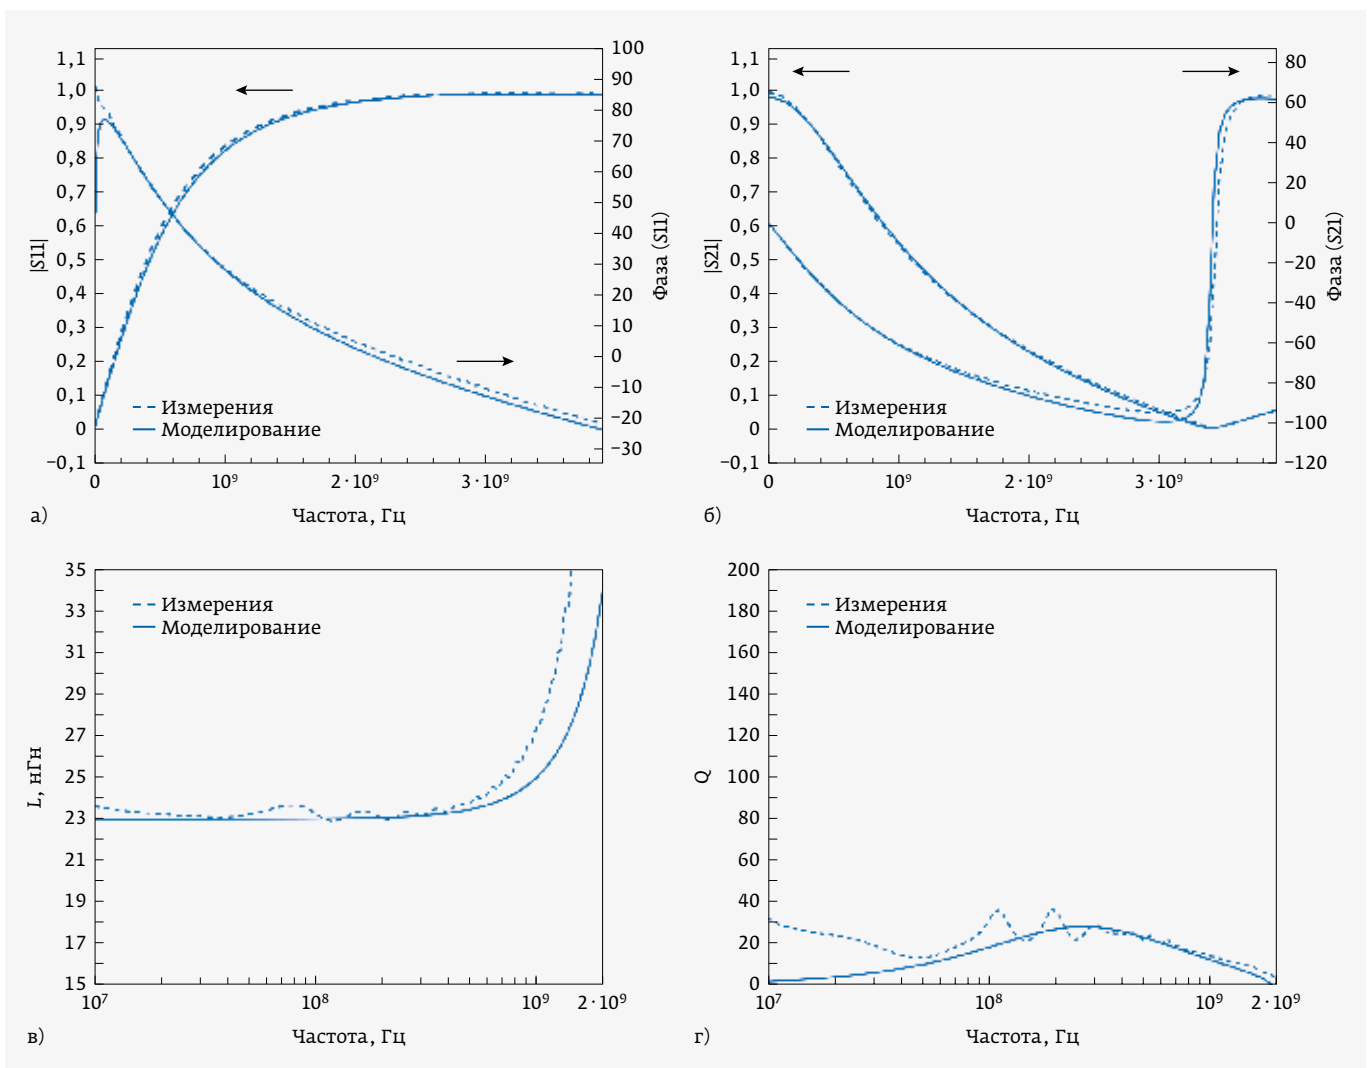 1,1
1,0
0,9
0,8
0,7
0,6
0,5
0,4
0,3
0,2
0,1
0
−0,1
|S11|
100
90
80
70
60
50
40
30
20
10
0
−10
−20
−30
Фаза (S11)
Измерения
Моделирование
0 10⁹ 2·10⁹ 3·10⁹
Частота, Гц
а)
1,1
1,0
0,9
0,8
0,7
0,6
0,5
0,4
0,3
0,2
0,1
0
−0,1
|S21|
80
60
40
20
0
−20
−40
−60
−80
−100
−120
Фаза (S21)
Измерения
Моделирование
0 10⁹ 2·10⁹ 3·10⁹
Частота, Гц
б)
35
33
31
29
27
25
23
21
19
17
15
L, нГн
Измерения
Моделирование
10⁷ 10⁸ 10⁹ 2·10⁹
Частота, Гц
в)
200
180
160
140
120
100
80
60
40
20
0
Q
Измерения
Моделирование
10⁷ 10⁸ 10⁹ 2·10⁹
Частота, Гц
г)